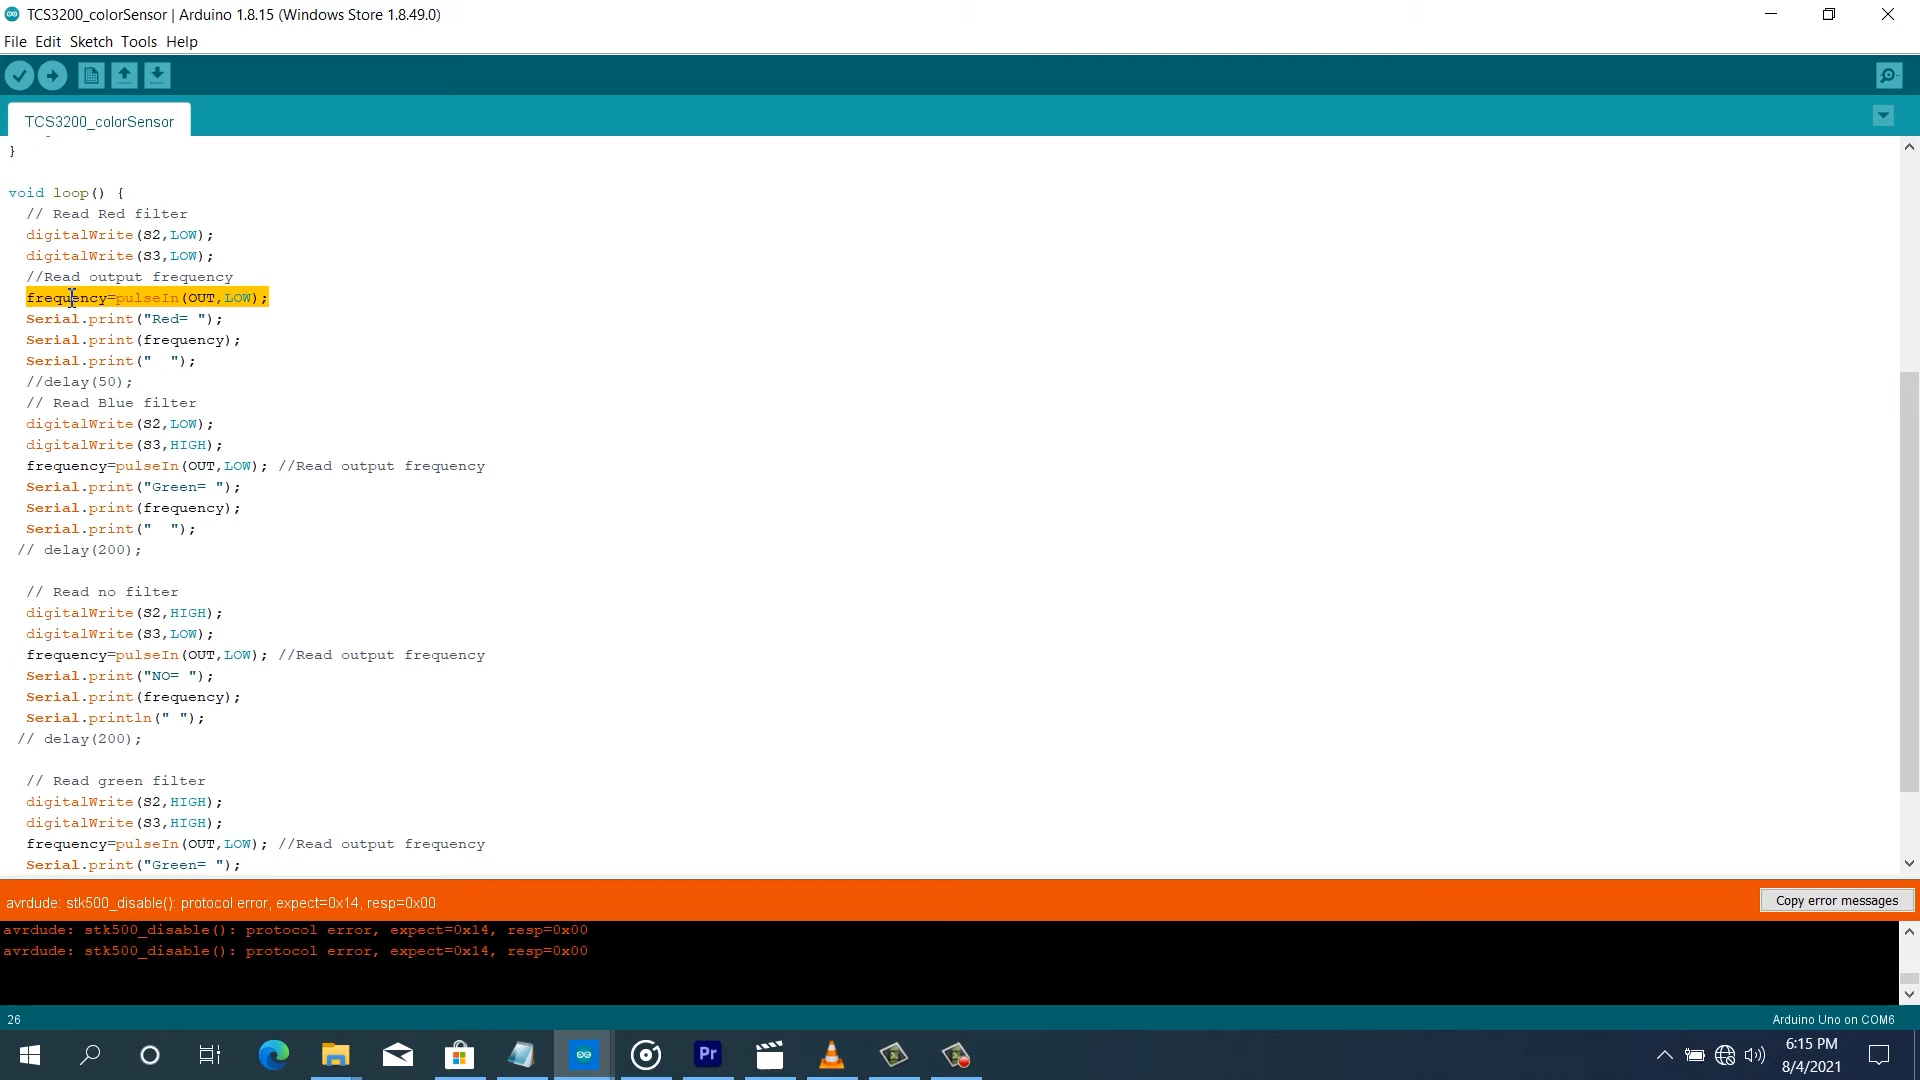 TCS3200_colorSensor | Arduino 1.8.15 (Windows Store 1.8.49.0)
File Edit Sketch Tools Help
TCS3200_colorSensor
}
void loop() {
// Read Red filter
digitalWrite(S2,LOW);
digitalWrite(S3,LOW);
//Read output frequency
frequency=pulseIn(OUT,LOW);
Serial.print("Red= ");
Serial.print(frequency);
Serial.print("  ");
//delay(50);
// Read Blue filter
digitalWrite(S2,LOW);
digitalWrite(S3,HIGH);
frequency=pulseIn(OUT,LOW); //Read output frequency
Serial.print("Green= ");
Serial.print(frequency);
Serial.print("  ");
// delay(200);
// Read no filter
digitalWrite(S2,HIGH);
digitalWrite(S3,LOW);
frequency=pulseIn(OUT,LOW); //Read output frequency
Serial.print("NO= ");
Serial.print(frequency);
Serial.println(" ");
// delay(200);
// Read green filter
digitalWrite(S2,HIGH);
digitalWrite(S3,HIGH);
frequency=pulseIn(OUT,LOW); //Read output frequency
Serial.print("Green= ");
avrdude: stk500_disable(): protocol error, expect=0x14, resp=0x00
Copy error messages
avrdude: stk500_disable(): protocol error, expect=0x14, resp=0x00
avrdude: stk500_disable(): protocol error, expect=0x14, resp=0x00
26
Arduino Uno on COM6
Pr
6:15 PM
8/4/2021